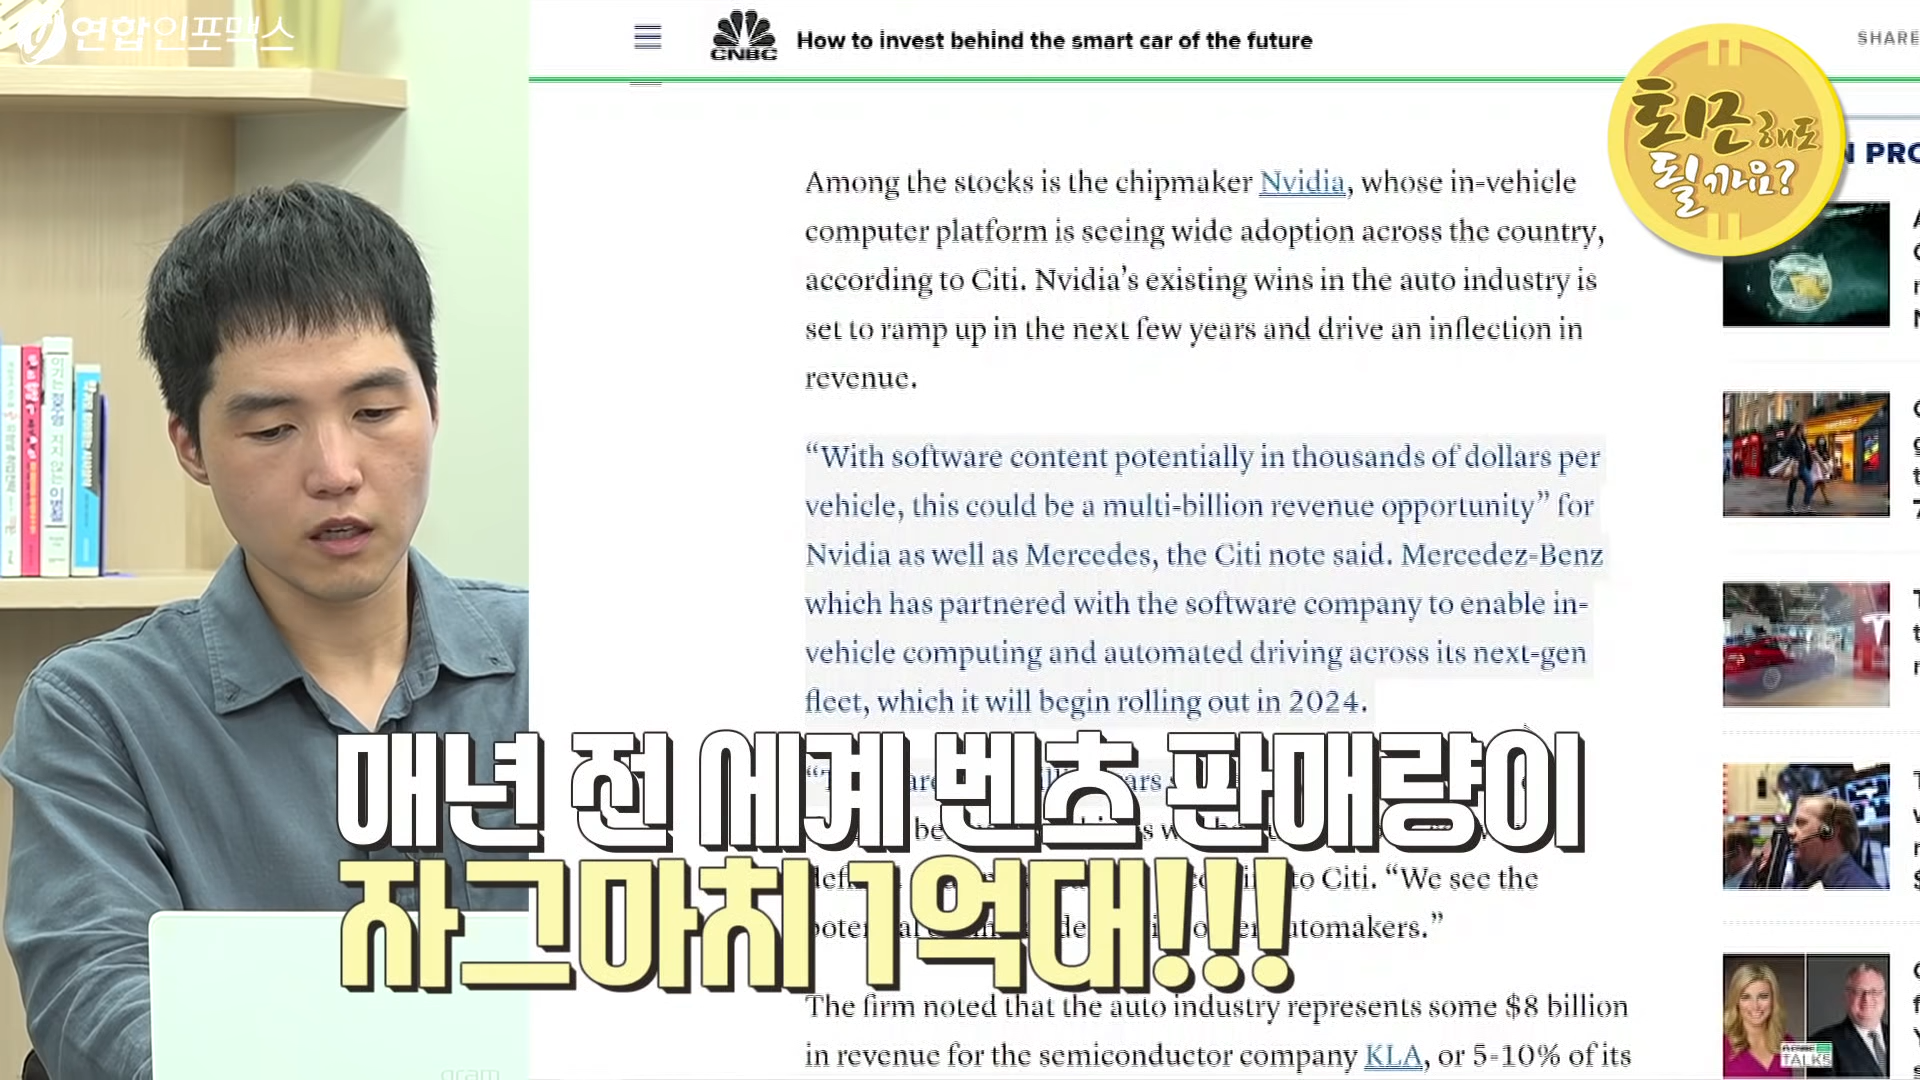 연합인포맥스
CNBC
How to invest behind the smart car of the future
SHARE
퇴근해도
될까요?
N PRO
Among the stocks is the chipmaker Nvidia, whose in-vehicle
computer platform is seeing wide adoption across the country,
according to Citi. Nvidia's existing wins in the auto industry is
set to ramp up in the next few years and drive an inflection in
revenue.
“With software content potentially in thousands of dollars per
vehicle, this could be a multi-billion revenue opportunity” for
Nvidia as well as Mercedes, the Citi note said. Mercedez-Benz
which has partnered with the software company to enable in-
vehicle computing and automated driving across its next-gen
fleet, which it will begin rolling out in 2024.
매년 전 세계 벤츠 판매량이
자그마치 1억대!!!
to Citi. “We see the
automakers.”
The firm noted that the auto industry represents some $8 billion
in revenue for the semiconductor company KLA, or 5-10% of its
TALKS
gram